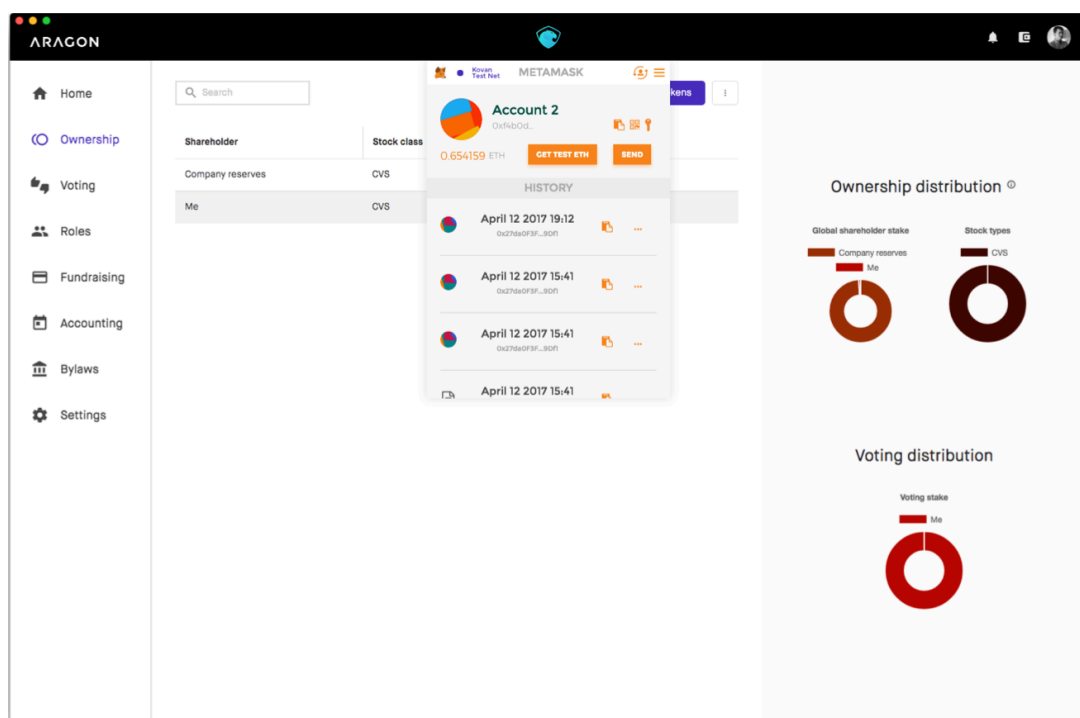 ARAGON
Home
Ownership
Voting
Roles
Fundraising
Accounting
Bylaws
Settings
Search
kens
Shareholder
Stock class
Company reserves
CVS
Me
CVS
Kovan
Test Net
METAMASK
Account 2
0xf4b0d...
0.654159 ETH
GET TEST ETH
SEND
HISTORY
April 12 2017 19:12
0x27da0F3F...9Df1
...
April 12 2017 15:41
0x27da0F3F...9Df1
...
April 12 2017 15:41
0x27da0F3F...9Df1
...
April 12 2017 15:41
Ownership distribution
Global shareholder stake
Company reserves
Me
Stock types
CVS
Voting distribution
Voting stake
Me